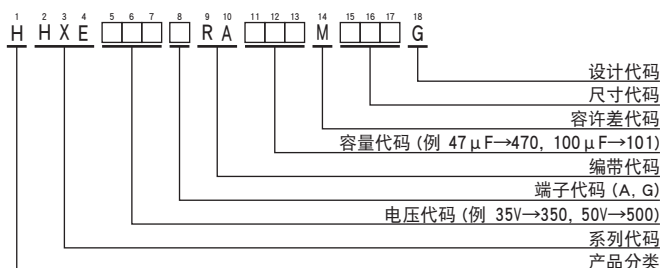 1 2 3 4 5 6 7 8 9 10 11 12 13 14 15 16 17 18
H H X E □□□ □ R A □□□ M □□□ G
设计代码
尺寸代码
容许差代码
容量代码 (例 47μF→470, 100μF→101)
编带代码
端子代码 (A, G)
电压代码 (例 35V→350, 50V→500)
系列代码
产品分类